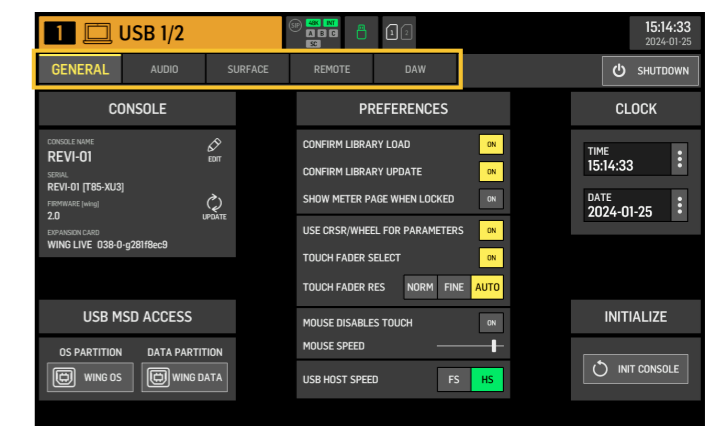 1 USB 1/2
SIP 48K INT
A B C
SC
1 2
15:14:33
2024-01-25
GENERAL AUDIO SURFACE REMOTE DAW
SHUTDOWN
CONSOLE
CONSOLE NAME
REVI-01
EDIT
SERIAL
REVI-01 [T85-XU3]
FIRMWARE [wing]
2.0
UPDATE
EXPANSION CARD
WING LIVE 038-0-g281f8ec9
USB MSD ACCESS
OS PARTITION DATA PARTITION
WING OS WING DATA
PREFERENCES
CONFIRM LIBRARY LOAD ON
CONFIRM LIBRARY UPDATE ON
SHOW METER PAGE WHEN LOCKED ON
USE CRSR/WHEEL FOR PARAMETERS ON
TOUCH FADER SELECT ON
TOUCH FADER RES NORM FINE AUTO
MOUSE DISABLES TOUCH ON
MOUSE SPEED
USB HOST SPEED FS HS
CLOCK
TIME
15:14:33
DATE
2024-01-25
INITIALIZE
INIT CONSOLE